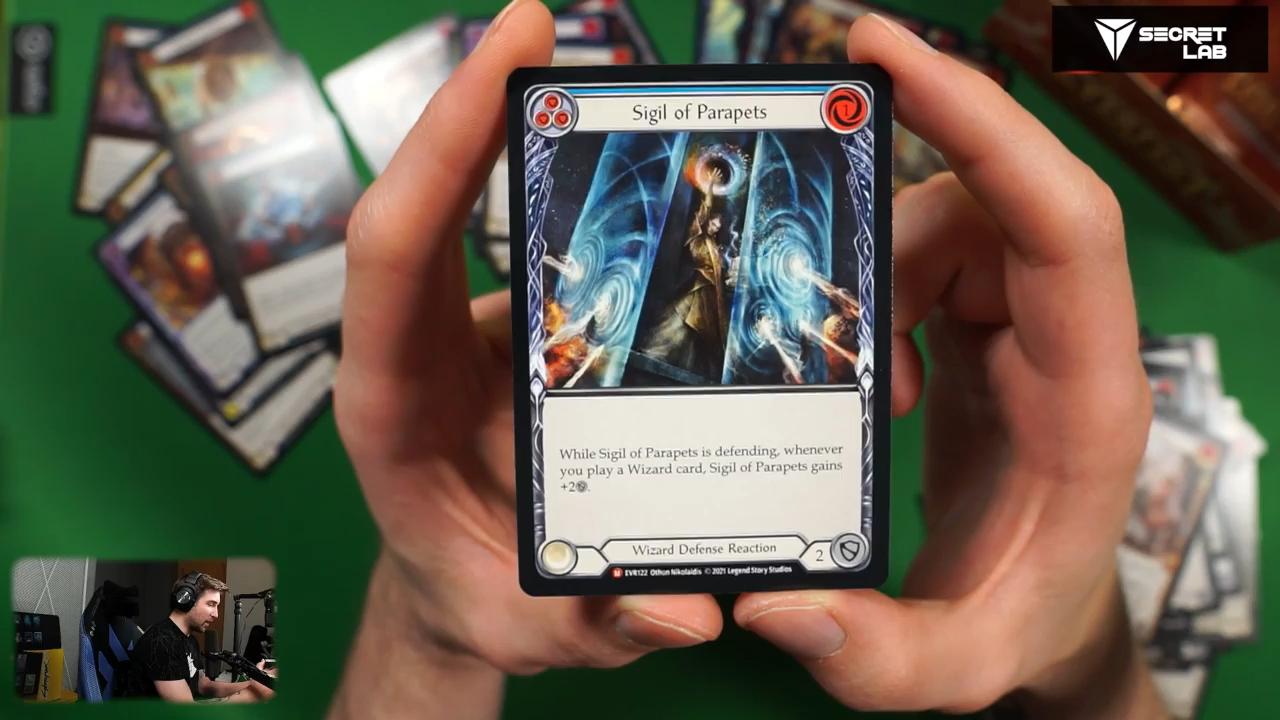 SECRET
LAB
Sigil of Parapets
1
While Sigil of Parapets is defending, whenever
you play a Wizard card, Sigil of Parapets gains
+2
Wizard Defense Reaction
2
M EVR122 Othon Nikolaidis © 2021 Legend Story Studios